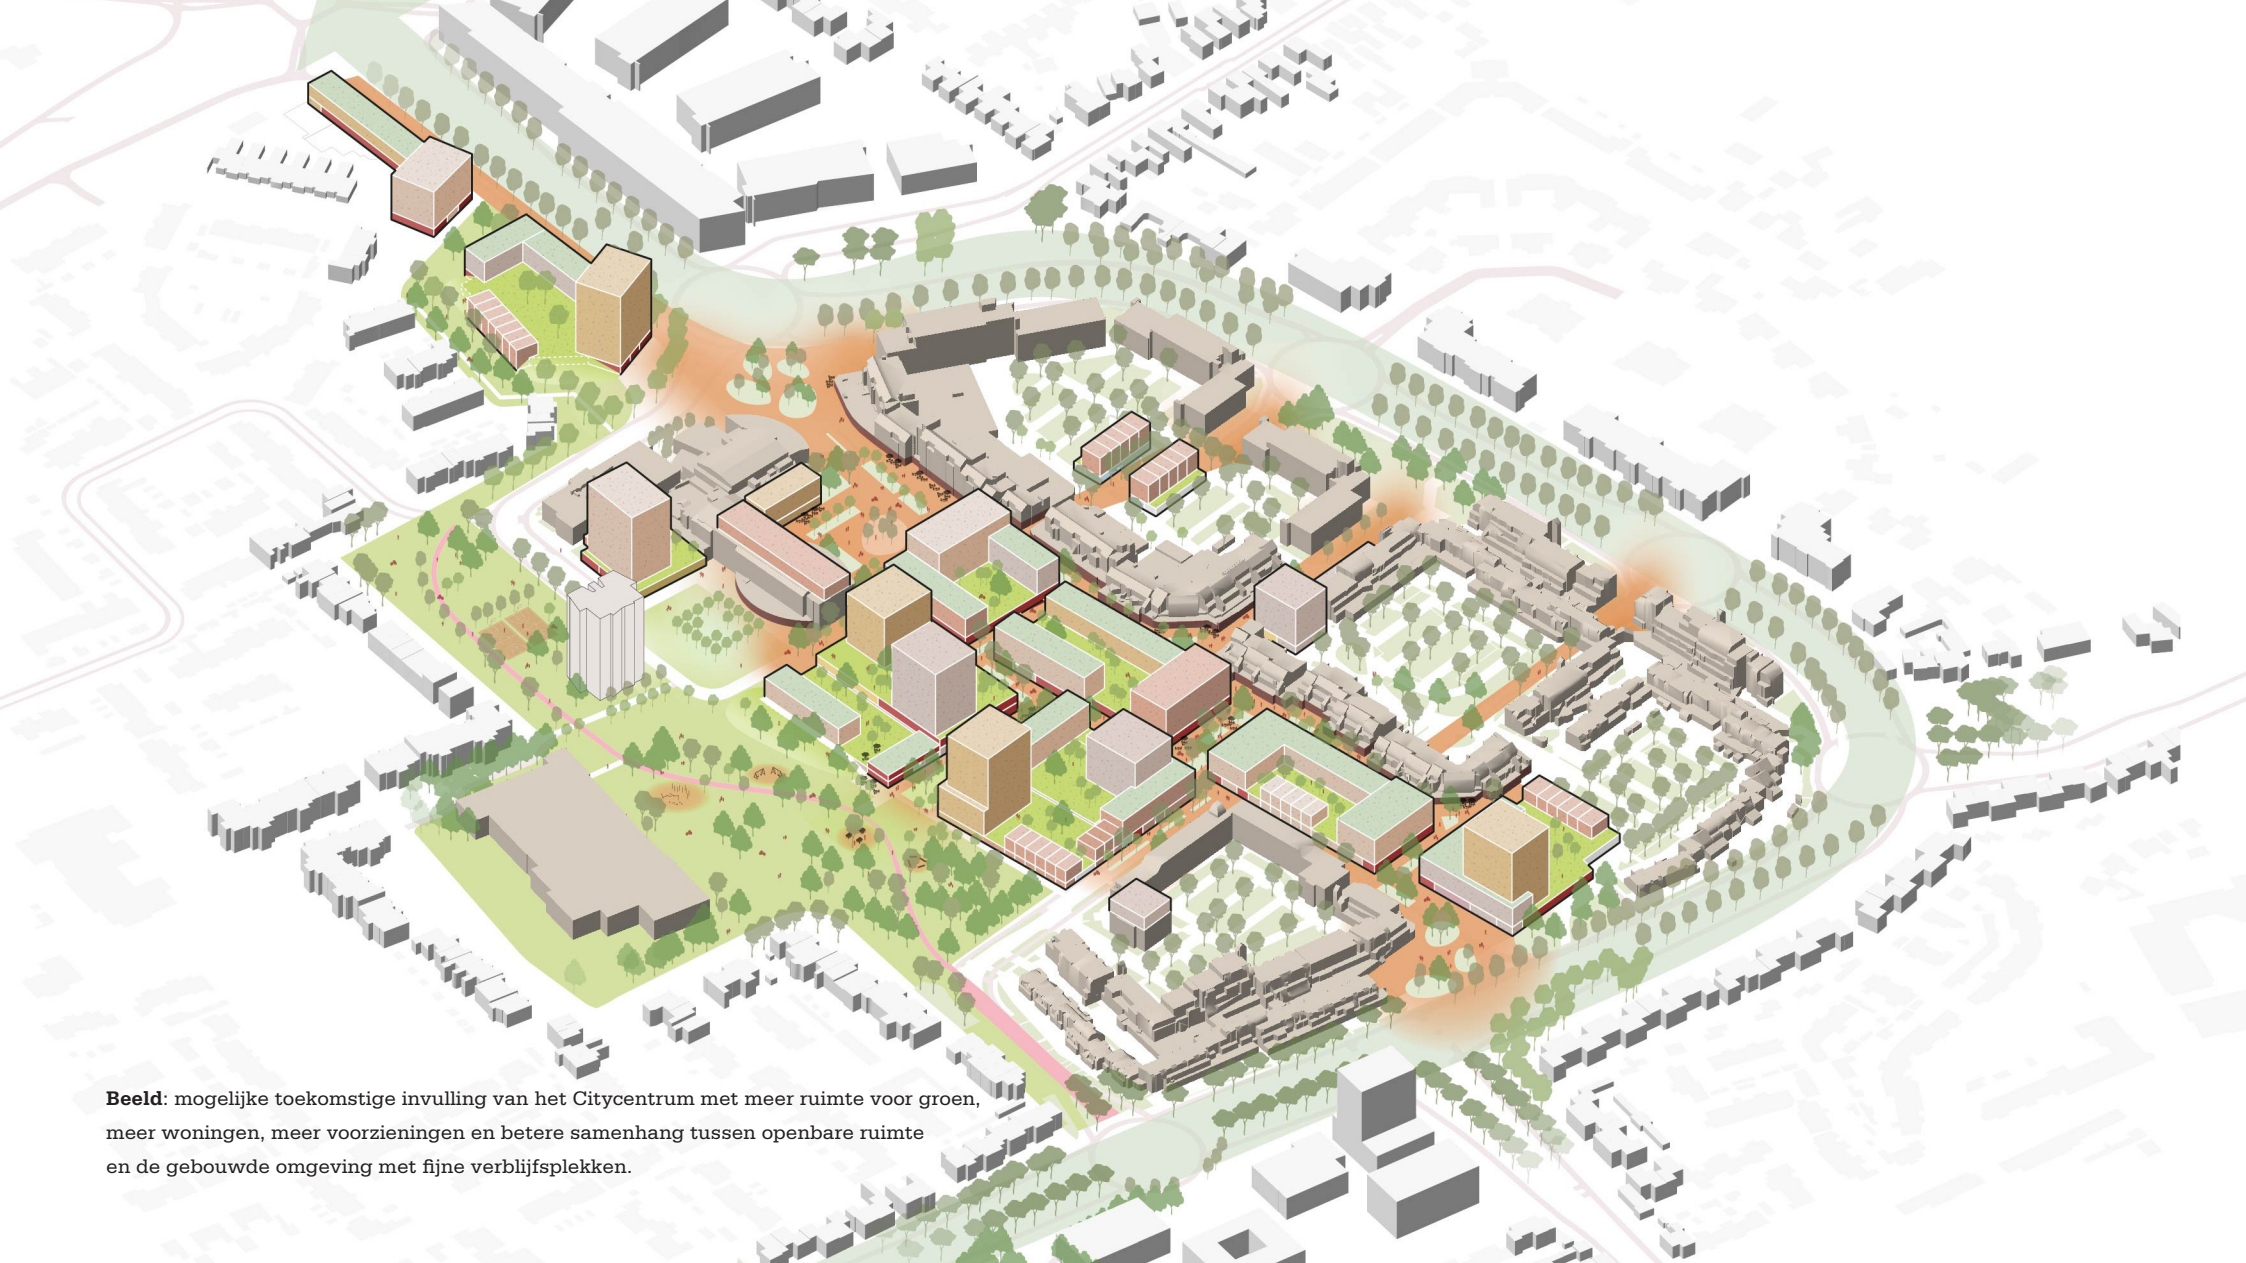 Beeld: mogelijke toekomstige invulling van het Citycentrum met meer ruimte voor groen,
meer woningen, meer voorzieningen en betere samenhang tussen openbare ruimte
en de gebouwde omgeving met fijne verblijfsplekken.